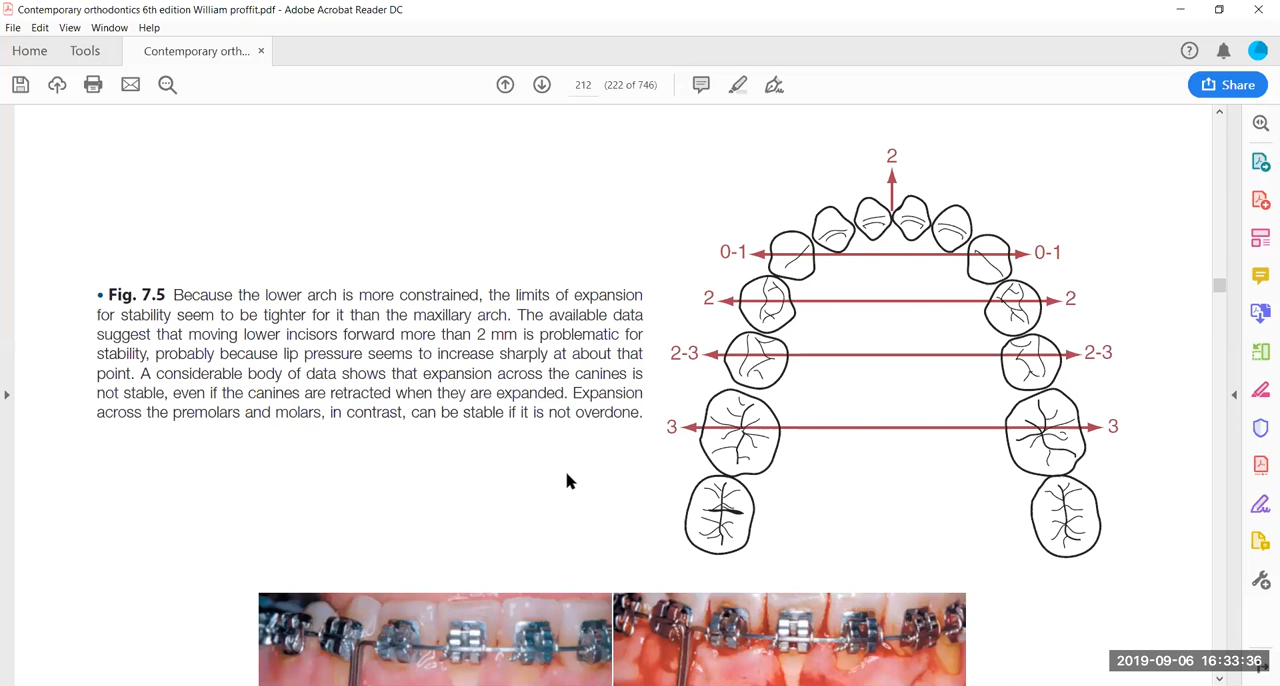 Contemporary orthodontics 6th edition William proffit.pdf - Adobe Acrobat Reader DC
File Edit View Window Help
Home Tools Contemporary orth... ×
212 (222 of 746)
Share
2
0-1 0-1
2 2
2-3 2-3
3 3
• Fig. 7.5 Because the lower arch is more constrained, the limits of expansion
for stability seem to be tighter for it than the maxillary arch. The available data
suggest that moving lower incisors forward more than 2 mm is problematic for
stability, probably because lip pressure seems to increase sharply at about that
point. A considerable body of data shows that expansion across the canines is
not stable, even if the canines are retracted when they are expanded. Expansion
across the premolars and molars, in contrast, can be stable if it is not overdone.
2019-09-06 16:33:36